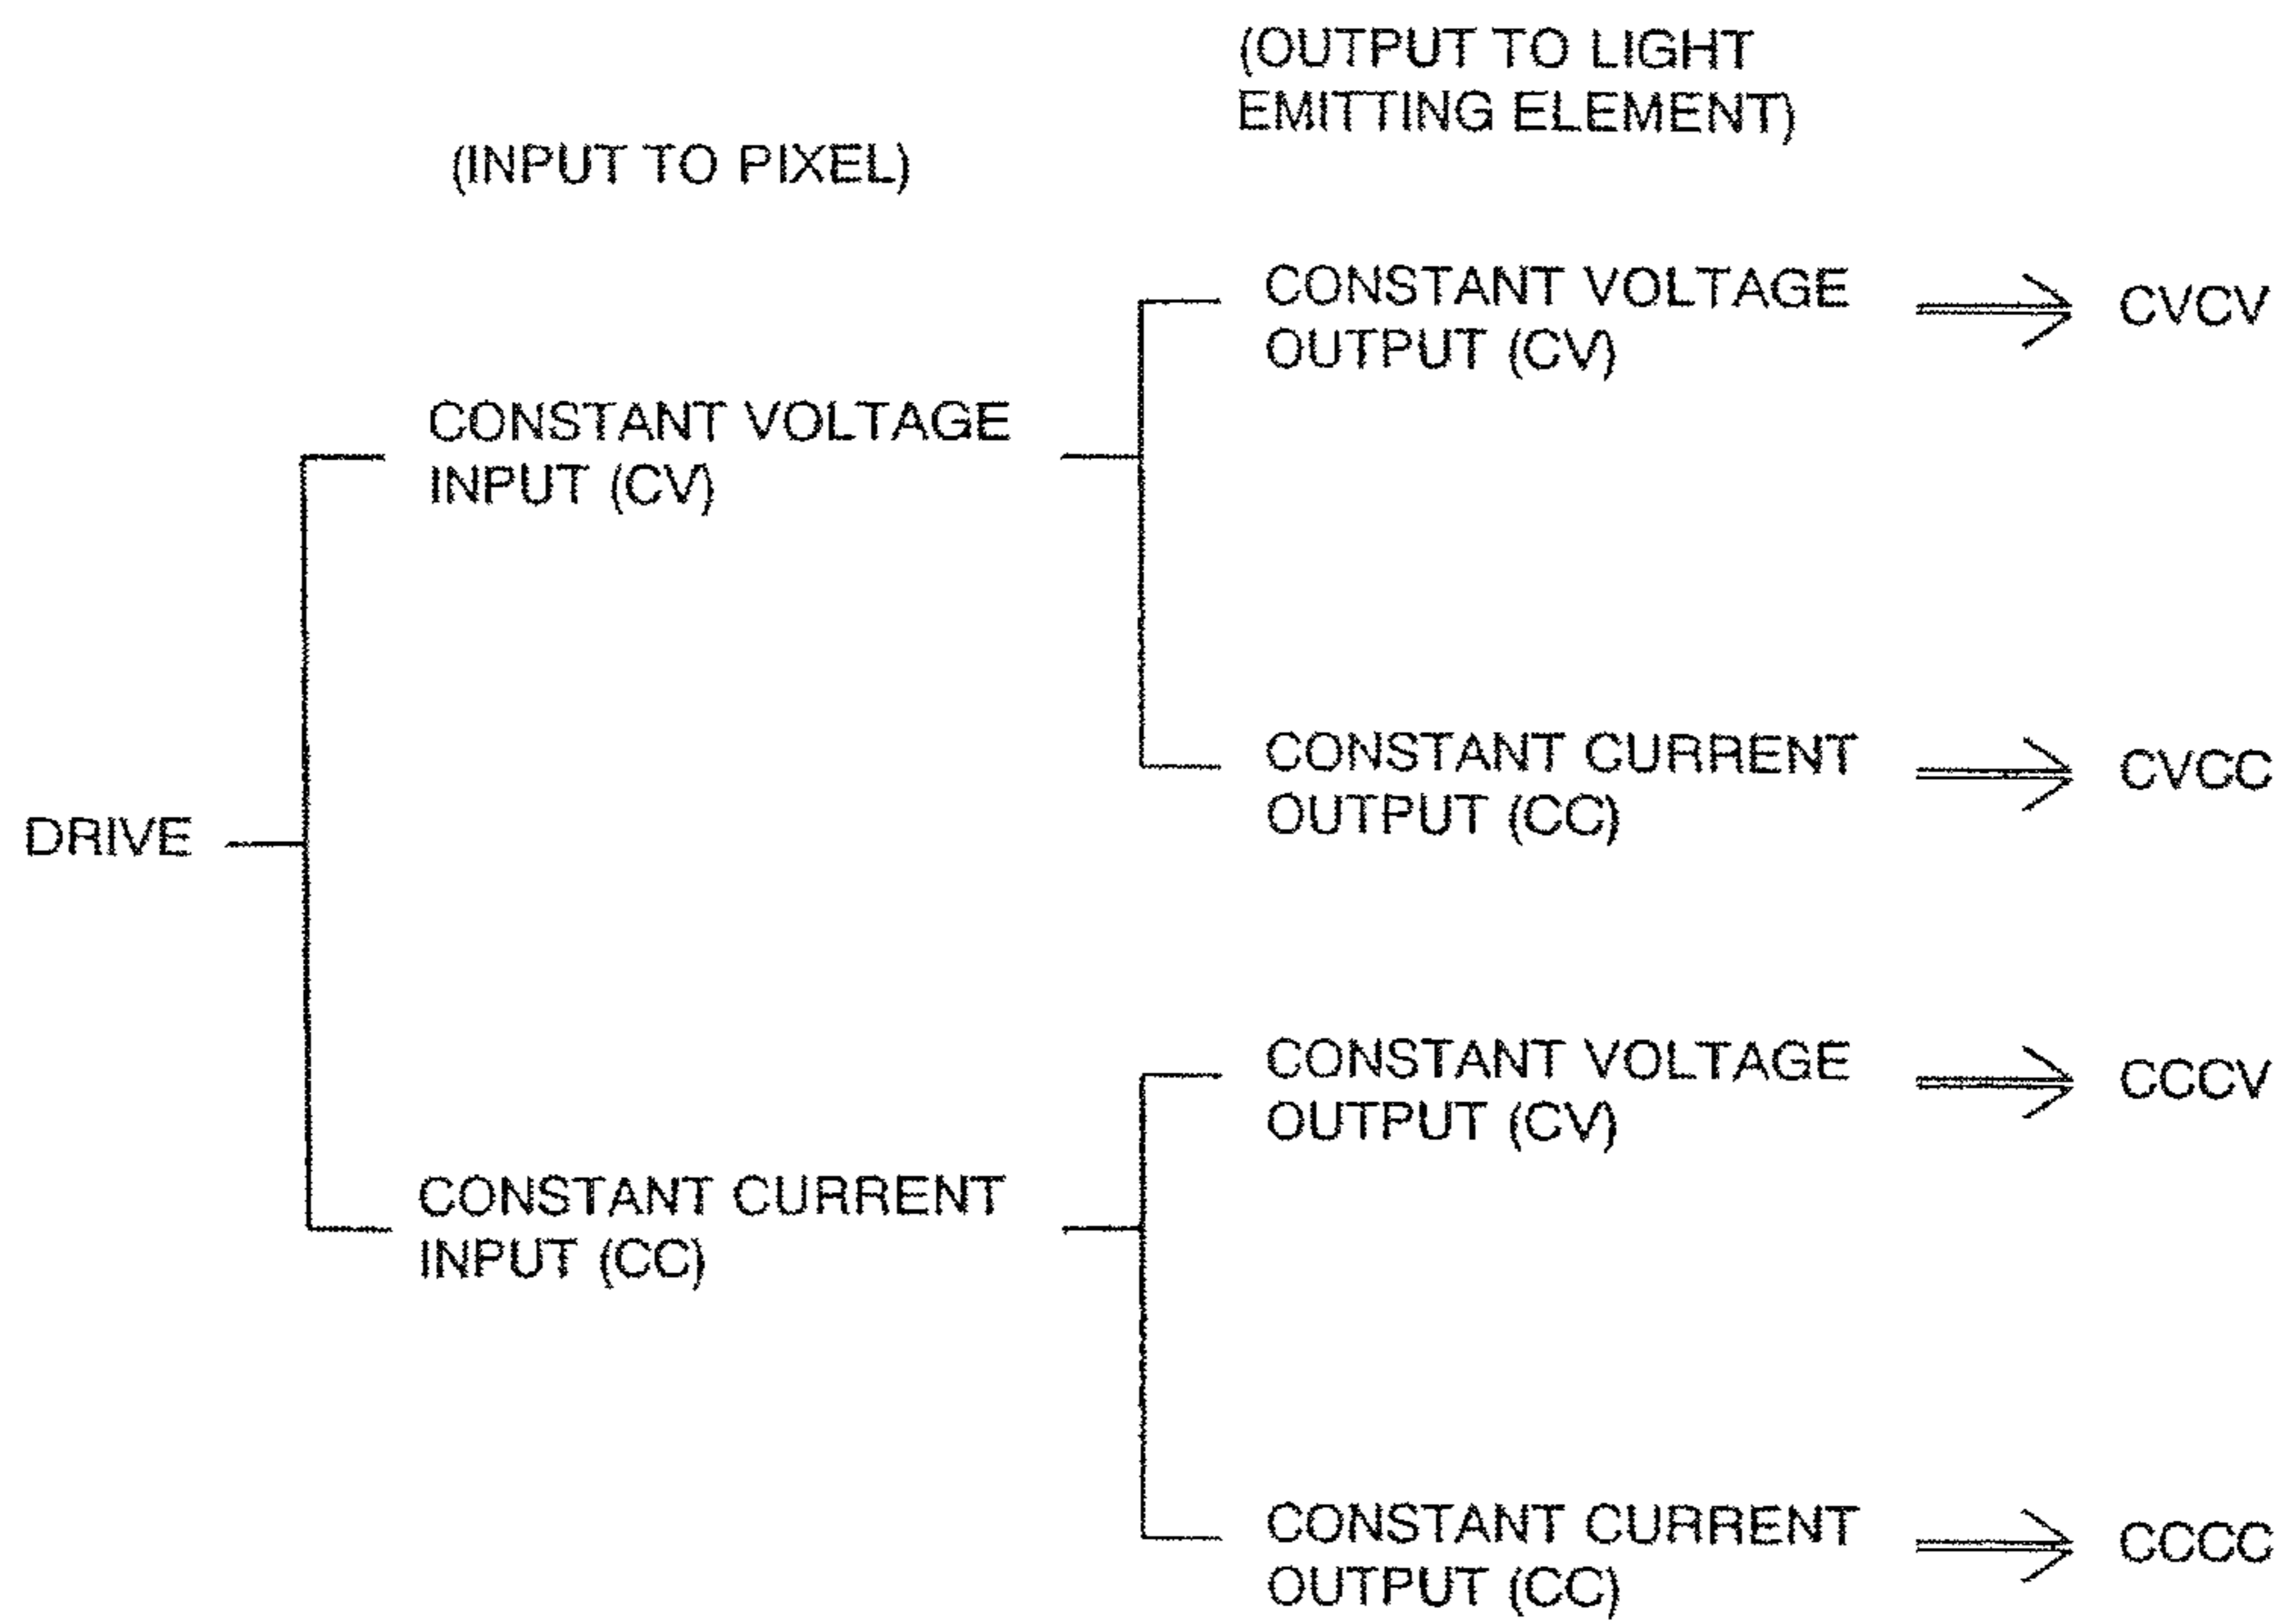 (OUTPUT TO LIGHT
EMITTING ELEMENT)
(INPUT TO PIXEL)
CONSTANT VOLTAGE
OUTPUT (CV)
CVCV
CONSTANT VOLTAGE
INPUT (CV)
CONSTANT CURRENT
OUTPUT (CC)
CVCC
DRIVE
CONSTANT VOLTAGE
OUTPUT (CV)
CCCV
CONSTANT CURRENT
INPUT (CC)
CONSTANT CURRENT
OUTPUT (CC)
CCCC